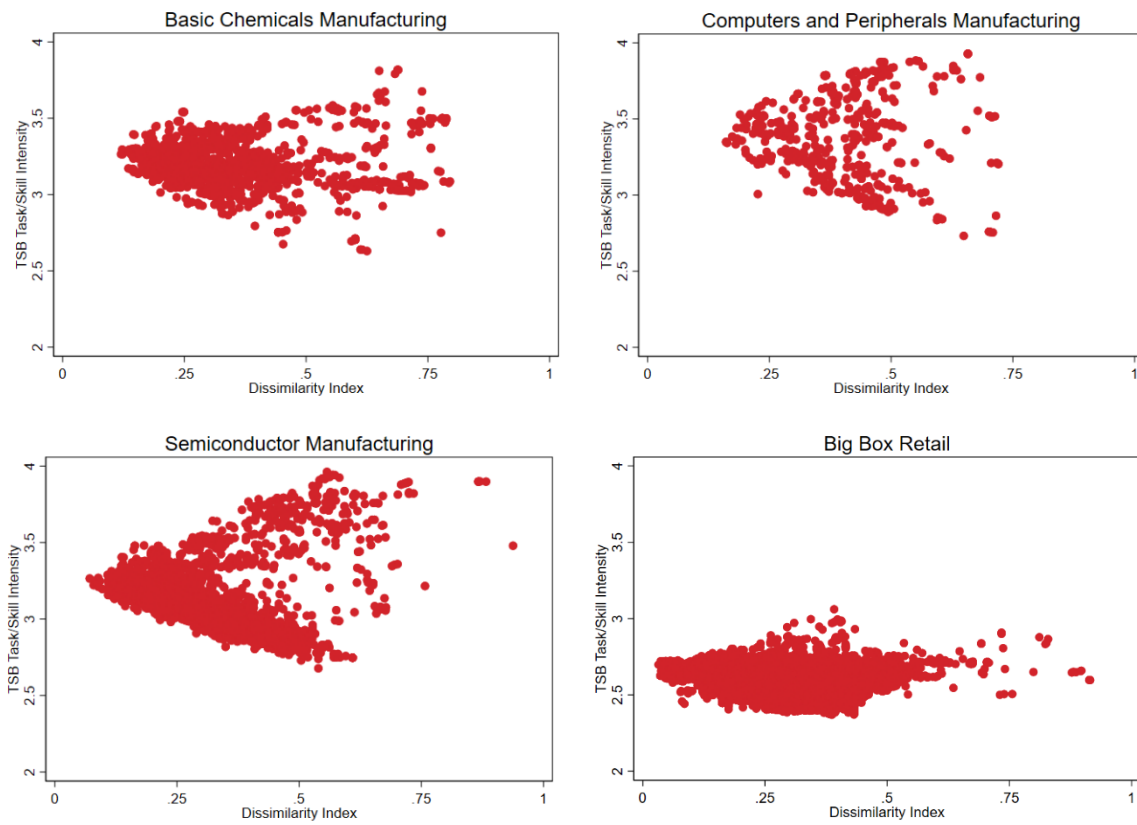 Basic Chemicals Manufacturing
TSB Task/Skill Intensity
4
3.5
3
2.5
2
0 .25 .5 .75 1
Dissimilarity Index
Computers and Peripherals Manufacturing
TSB Task/Skill Intensity
4
3.5
3
2.5
2
0 .25 .5 .75 1
Dissimilarity Index
Semiconductor Manufacturing
TSB Task/Skill Intensity
4
3.5
3
2.5
2
0 .25 .5 .75 1
Dissimilarity Index
Big Box Retail
TSB Task/Skill Intensity
4
3.5
3
2.5
2
0 .25 .5 .75 1
Dissimilarity Index